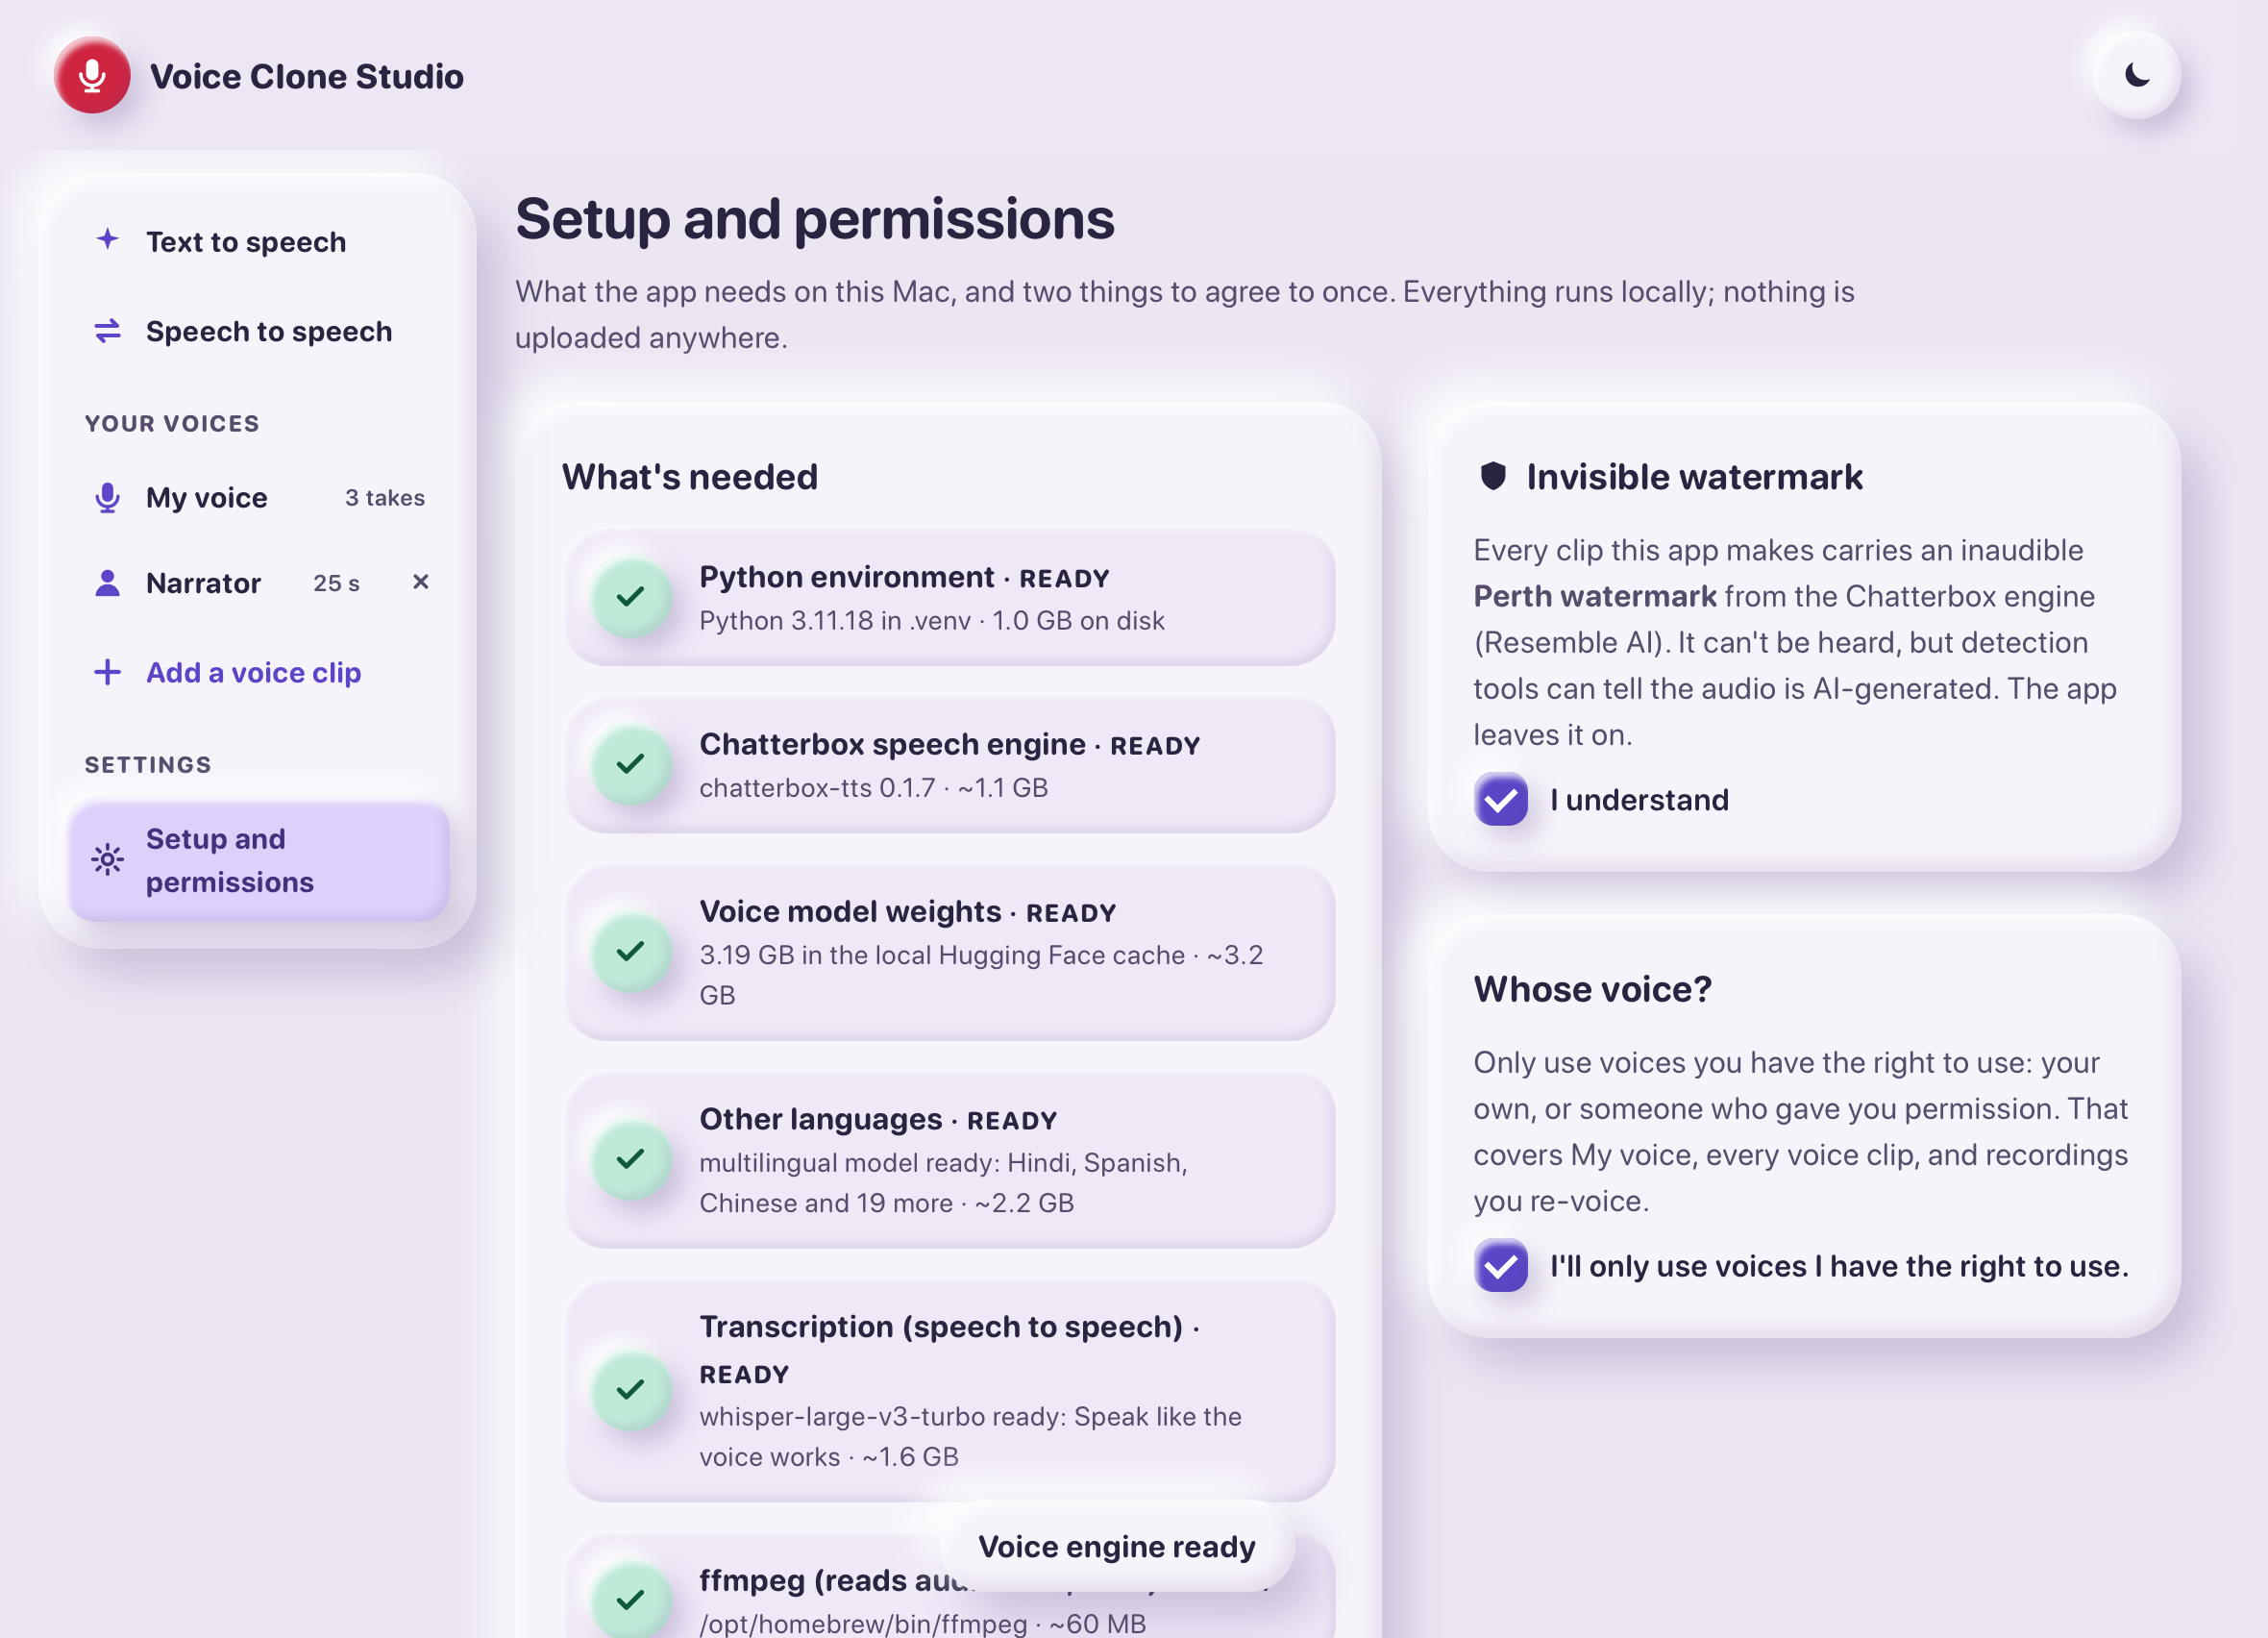 Voice Clone Studio
Text to speech
Speech to speech
YOUR VOICES
My voice 3 takes
Narrator 25 s ×
Add a voice clip
SETTINGS
Setup and
permissions
Setup and permissions
What the app needs on this Mac, and two things to agree to once. Everything runs locally; nothing is
uploaded anywhere.
What's needed
Python environment · READY
Python 3.11.18 in .venv · 1.0 GB on disk
Chatterbox speech engine · READY
chatterbox-tts 0.1.7 · ~1.1 GB
Voice model weights · READY
3.19 GB in the local Hugging Face cache · ~3.2
GB
Other languages · READY
multilingual model ready: Hindi, Spanish,
Chinese and 19 more · ~2.2 GB
Transcription (speech to speech) ·
READY
whisper-large-v3-turbo ready: Speak like the
voice works · ~1.6 GB
ffmpeg (reads
/opt/homebrew/bin/ffmpeg · ~60 MB
Voice engine ready
Invisible watermark
Every clip this app makes carries an inaudible
Perth watermark from the Chatterbox engine
(Resemble AI). It can't be heard, but detection
tools can tell the audio is AI-generated. The app
leaves it on.
I understand
Whose voice?
Only use voices you have the right to use: your
own, or someone who gave you permission. That
covers My voice, every voice clip, and recordings
you re-voice.
I'll only use voices I have the right to use.